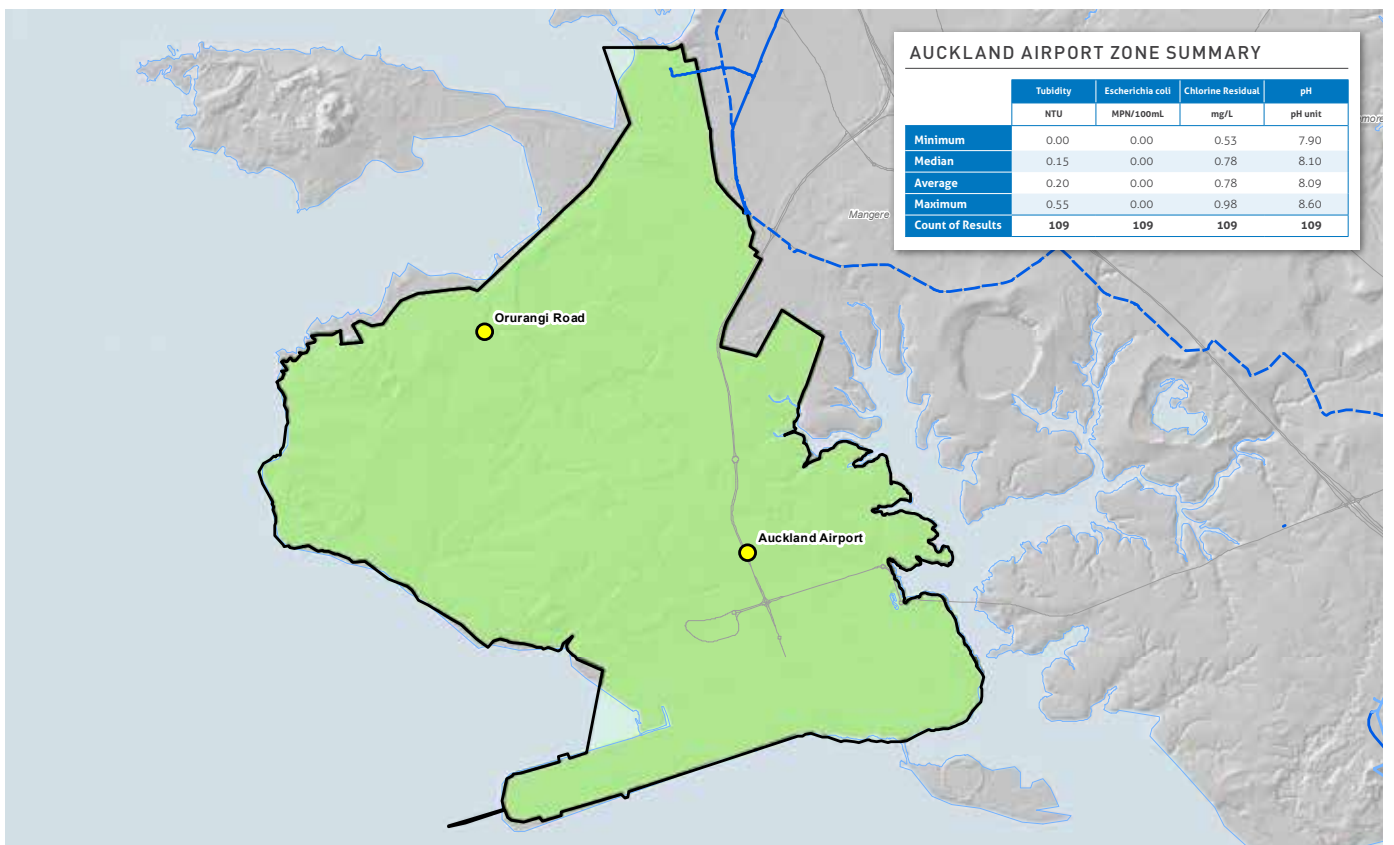 AUCKLAND AIRPORT ZONE SUMMARY
Tubidity Escherichia coli Chlorine Residual pH
NTU MPN/100mL mg/L pH unit
Minimum 0.00 0.00 0.53 7.90
Median 0.15 0.00 0.78 8.10
Average 0.20 0.00 0.78 8.09
Maximum 0.55 0.00 0.98 8.60
Count of Results 109 109 109 109
Mangere
Orurangi Road
Auckland Airport